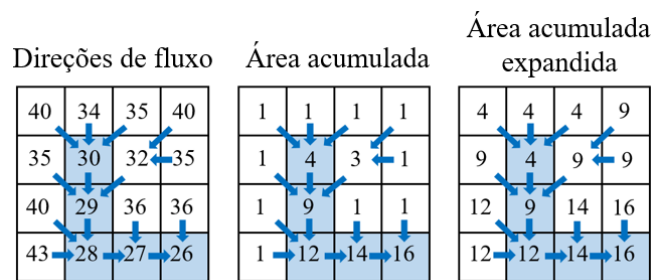 Direções de fluxo
40 34 35 40
35 30 32 35
40 29 36 36
43 28 27 26
Área acumulada
1 1 1 1
1 4 3 1
1 9 1 1
1 12 14 16
Área acumulada
expandida
4 4 4 9
9 4 9 9
12 9 14 16
12 12 14 16